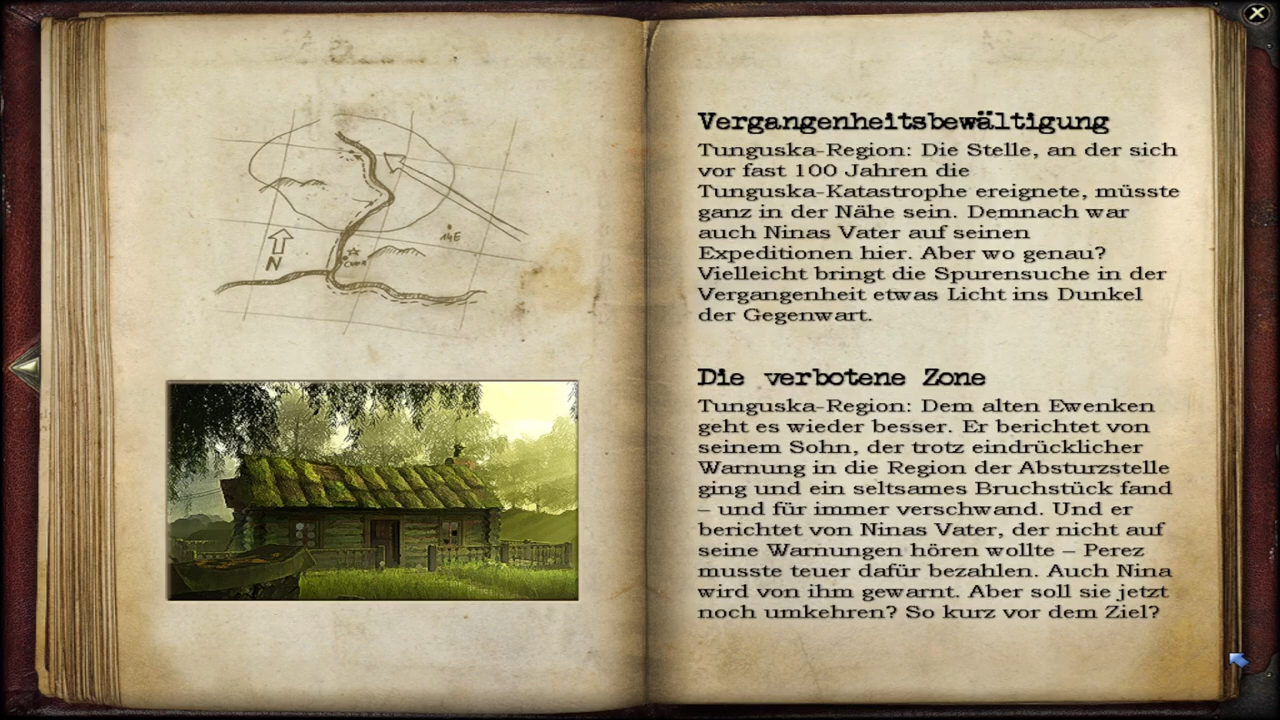 N
14E
Vergangenheitsbewältigung
Tunguska-Region: Die Stelle, an der sich
vor fast 100 Jahren die
Tunguska-Katastrophe ereignete, müsste
ganz in der Nähe sein. Demnach war
auch Ninas Vater auf seinen
Expeditionen hier. Aber wo genau?
Vielleicht bringt die Spurensuche in der
Vergangenheit etwas Licht ins Dunkel
der Gegenwart.
Die verbotene Zone
Tunguska-Region: Dem alten Ewenken
geht es wieder besser. Er berichtet von
seinem Sohn, der trotz eindrücklicher
Warnung in die Region der Absturzstelle
ging und ein seltsames Bruchstück fand
– und für immer verschwand. Und er
berichtet von Ninas Vater, der nicht auf
seine Warnungen hören wollte – Perez
musste teuer dafür bezahlen. Auch Nina
wird von ihm gewarnt. Aber soll sie jetzt
noch umkehren? So kurz vor dem Ziel?